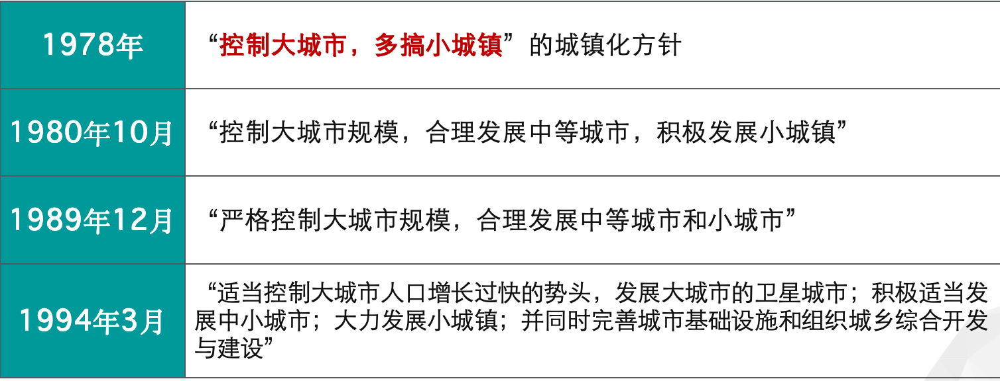 1978年
“控制大城市，多搞小城镇”的城镇化方针
1980年10月
“控制大城市规模，合理发展中等城市，积极发展小城镇”
1989年12月
“严格控制大城市规模，合理发展中等城市和小城市”
1994年3月
“适当控制大城市人口增长过快的势头，发展大城市的卫星城市；积极适当发
展中小城市；大力发展小城镇；并同时完善城市基础设施和组织城乡综合开发
与建设”